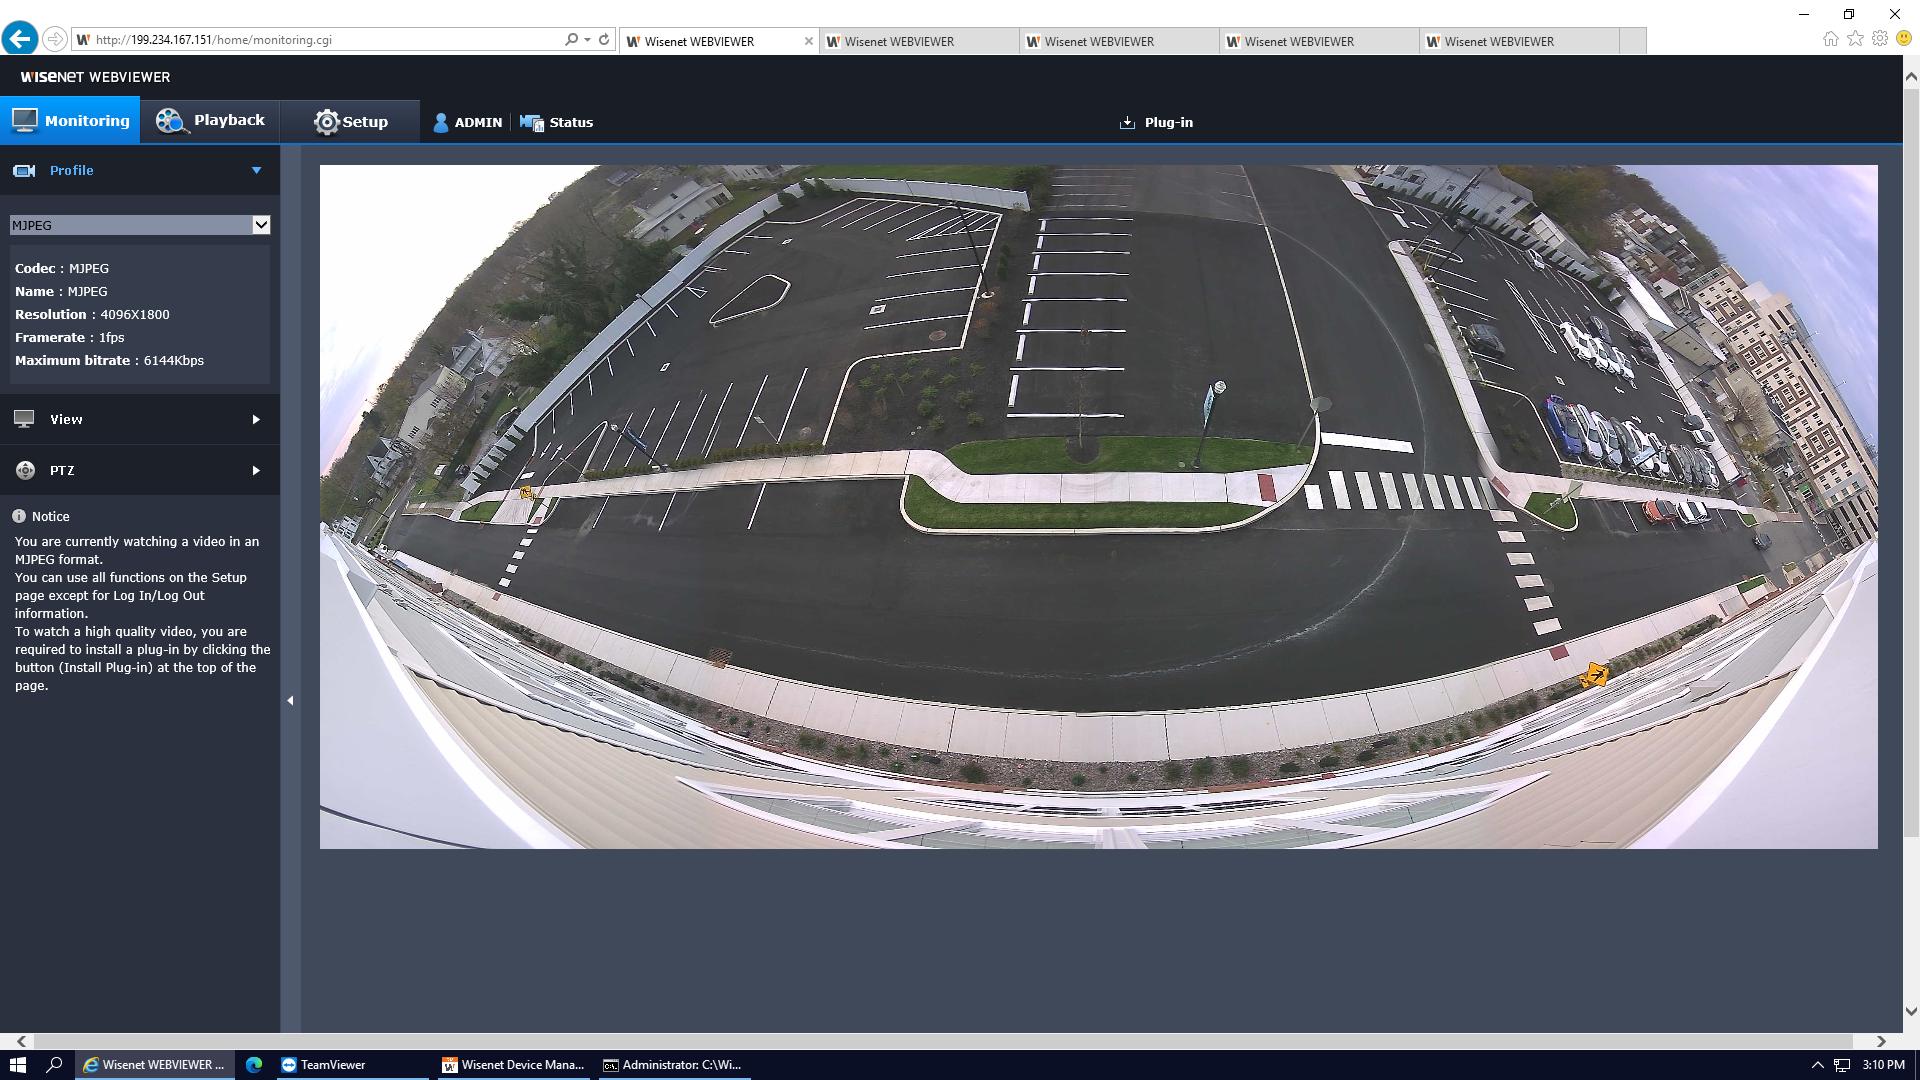 http://199.234.167.151/home/monitoring.cgi
Wisenet WEBVIEWER
Wisenet WEBVIEWER
Wisenet WEBVIEWER
Wisenet WEBVIEWER
Wisenet WEBVIEWER
WISENET WEBVIEWER
Monitoring
Playback
Setup
ADMIN
Status
Plug-in
Profile
MJPEG
Codec : MJPEG
Name : MJPEG
Resolution : 4096X1800
Framerate : 1fps
Maximum bitrate : 6144Kbps
View
PTZ
Notice
You are currently watching a video in an
MJPEG format.
You can use all functions on the Setup
page except for Log In/Log Out
information.
To watch a high quality video, you are
required to install a plug-in by clicking the
button (Install Plug-in) at the top of the
page.
Wisenet WEBVIEWER ...
TeamViewer
Wisenet Device Mana...
Administrator: C:\Wi...
3:10 PM